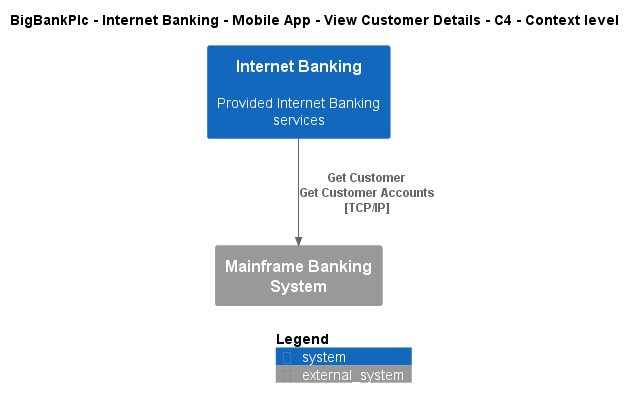 BigBankPlc - Internet Banking - Mobile App - View Customer Details - C4 - Context level
Internet Banking
Provided Internet Banking
services
Get Customer
Get Customer Accounts
[TCP/IP]
Mainframe Banking
System
Legend
system
external_system